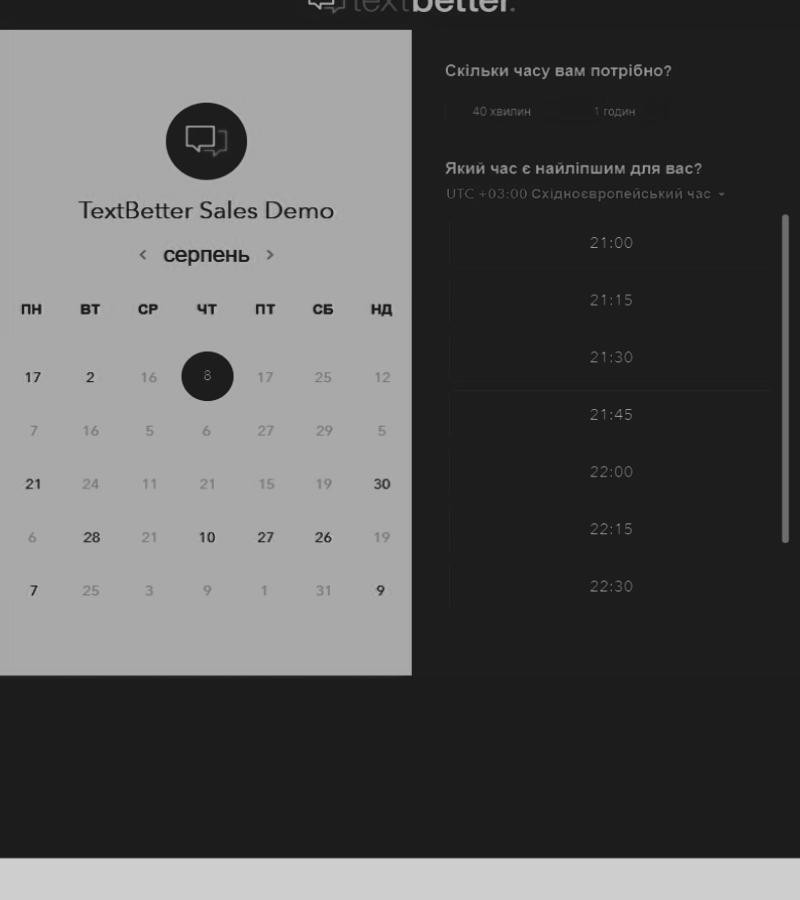 textbetter.
TextBetter Sales Demo
< серпень >
ПН ВТ СР ЧТ ПТ СБ НД
17 2 16 8 17 25 12
7 16 5 6 27 29 5
21 24 11 21 15 19 30
6 28 21 10 27 26 19
7 25 3 9 1 31 9
Скільки часу вам потрібно?
40 хвилин 1 годин
Який час є найліпшим для вас?
UTC +03:00 Східноєвропейський час
21:00
21:15
21:30
21:45
22:00
22:15
22:30